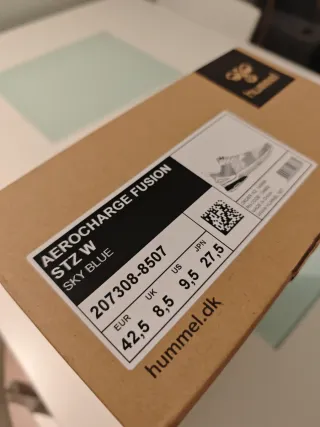 hummel
AEROCHARGE FUSION
STZ W
SKY BLUE
207308-8507
EUR UK US JPN
42,5 8,5 9,5 27,5
hummel.dk